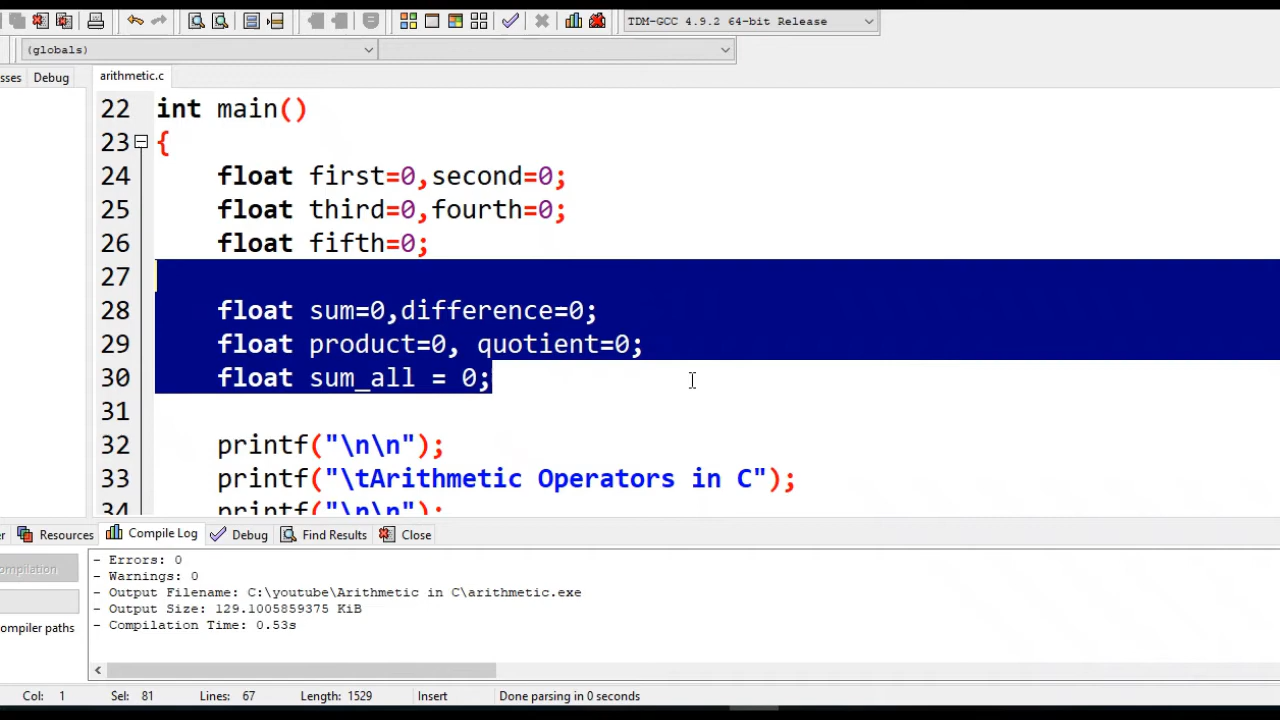 TDM-GCC 4.9.2 64-bit Release
(globals)
sses Debug arithmetic.c
22 int main()
23 {
24 float first=0,second=0;
25 float third=0,fourth=0;
26 float fifth=0;
27
28 float sum=0,difference=0;
29 float product=0, quotient=0;
30 float sum_all = 0;
31
32 printf("\n\n");
33 printf("\tArithmetic Operators in C");
34 printf("\n\n");
er Resources Compile Log Debug Find Results Close
- Errors: 0
ompilation - Warnings: 0
- Output Filename: C:\youtube\Arithmetic in C\arithmetic.exe
- Output Size: 129.1005859375 KiB
ompiler paths - Compilation Time: 0.53s
Col: 1 Sel: 81 Lines: 67 Length: 1529 Insert Done parsing in 0 seconds